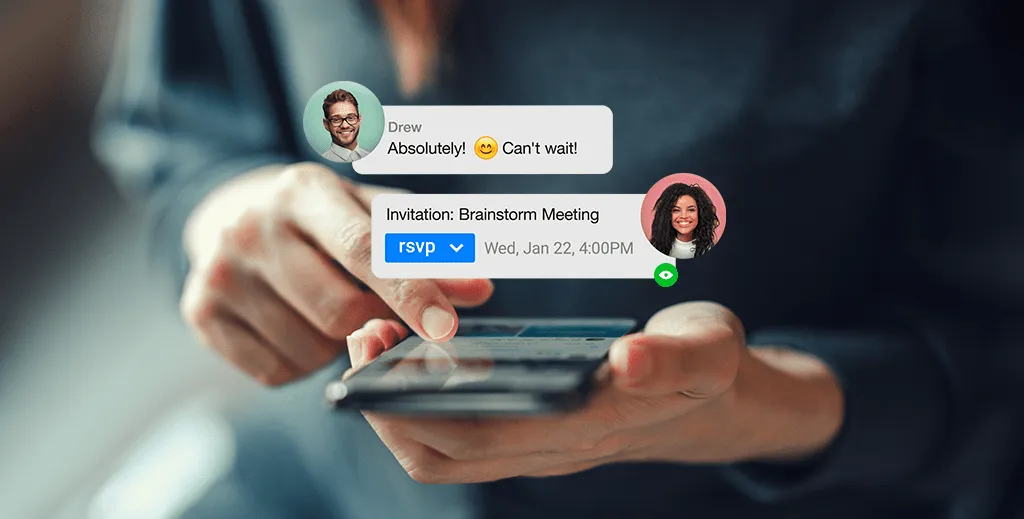 Drew
Absolutely! 😊 Can't wait!
Invitation: Brainstorm Meeting
rsvp
Wed, Jan 22, 4:00PM